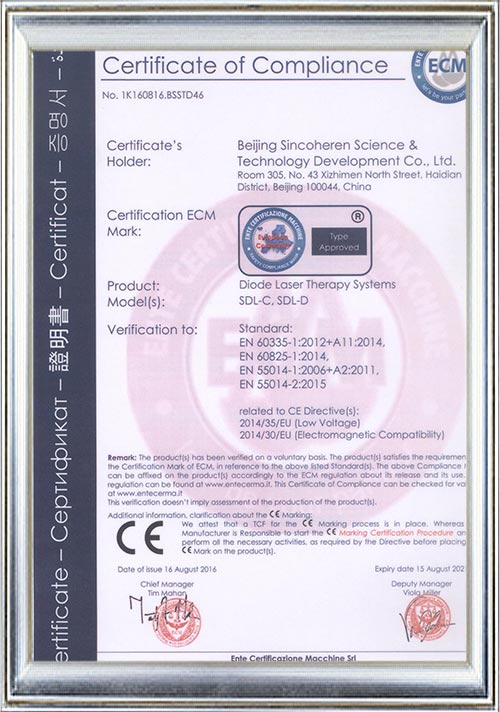 Certificate of Compliance
ECM
No. 1K160816.BSSTD46
Certificate's
Holder:
Beijing Sincoheren Science &
Technology Development Co., Ltd.
Room 305, No. 43 Xizhimen North Street, Haidian
District, Beijing 100044, China
Certification ECM
Mark:
ENTE CERTIFICAZIONE MACCHINE
Type
Approved
®
Product:
Diode Laser Therapy Systems
Model(s):
SDL-C, SDL-D
Verification to:
Standard:
EN 60335-1:2012+A11:2014,
EN 60825-1:2014,
EN 55014-1:2006+A2:2011,
EN 55014-2:2015
related to CE Directive(s):
2014/35/EU (Low Voltage)
2014/30/EU (Electromagnetic Compatibility)
Remark: The product(s) has been verified on a voluntary basis. The product(s) satisfies the requiremen
the Certification Mark of ECM, in reference to the above listed Standard(s). The above Compliance
can be affixed on the product(s) accordingly to the ECM regulation about its release and its use.
regulation can be found at www.entecerma.it. This Certificate of Compliance can be checked for va
at www.entecerma.it
This verification doesn't imply assessment of the production of the product(s).
Additional information, clarification about the CE Marking:
CE
We attest that a TCF for the CE Marking process is in place. Whereas
Manufacturer is Responsible to start the CE Marking Certification Procedure an
perform all the necessary activities, as required by the Directive before placing
CE Mark on the product(s).
Date of issue 16 August 2016
Expiry date 15 August 202
Chief Manager
Tim Mahan
Deputy Manager
Viola Miller
Ente Certificazione Macchine Srl
ertificate – Сертификат – 證明書 – Certificat – 증명서 –